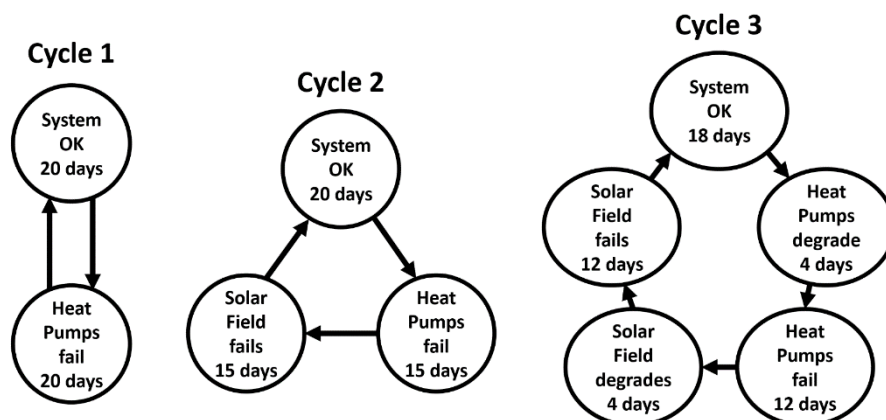 Cycle 1
System
OK
20 days
Heat
Pumps
fail
20 days
Cycle 2
System
OK
20 days
Heat
Pumps
fail
15 days
Solar
Field
fails
15 days
Cycle 3
System
OK
18 days
Heat
Pumps
degrade
4 days
Heat
Pumps
fail
12 days
Solar
Field
degrades
4 days
Solar
Field
fails
12 days